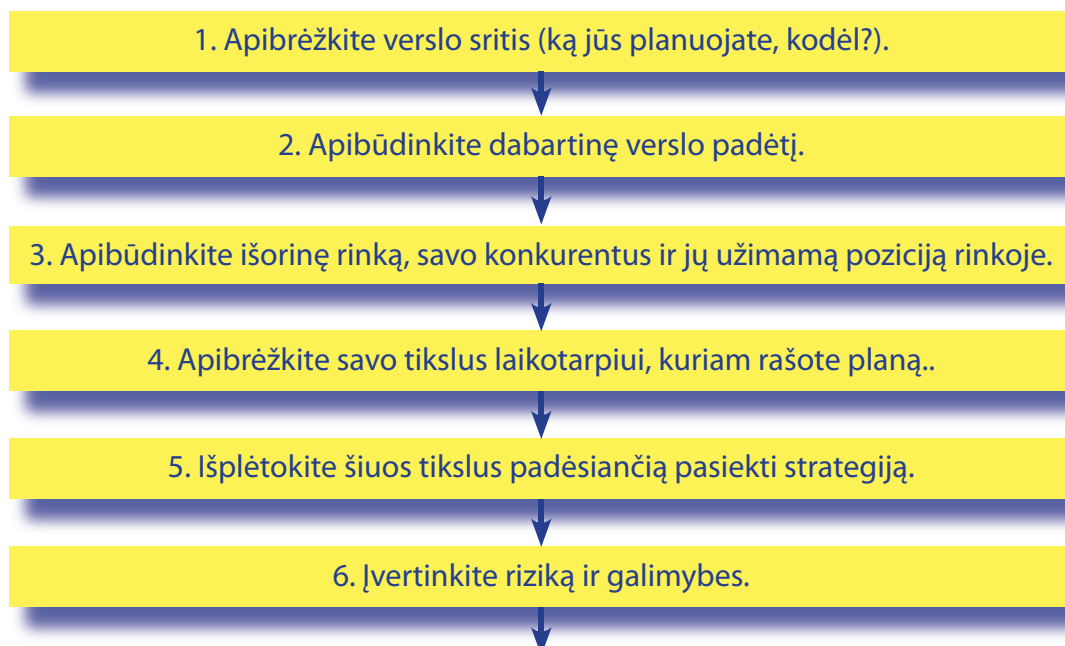 1. Apibrėžkite verslo sritis (ką jūs planuojate, kodėl?).
2. Apibūdinkite dabartinę verslo padėtį.
3. Apibūdinkite išorinę rinką, savo konkurentus ir jų užimamą poziciją rinkoje.
4. Apibrėžkite savo tikslus laikotarpiui, kuriam rašote planą..
5. Išplėtokite šiuos tikslus padėsiančią pasiekti strategiją.
6. Įvertinkite riziką ir galimybes.